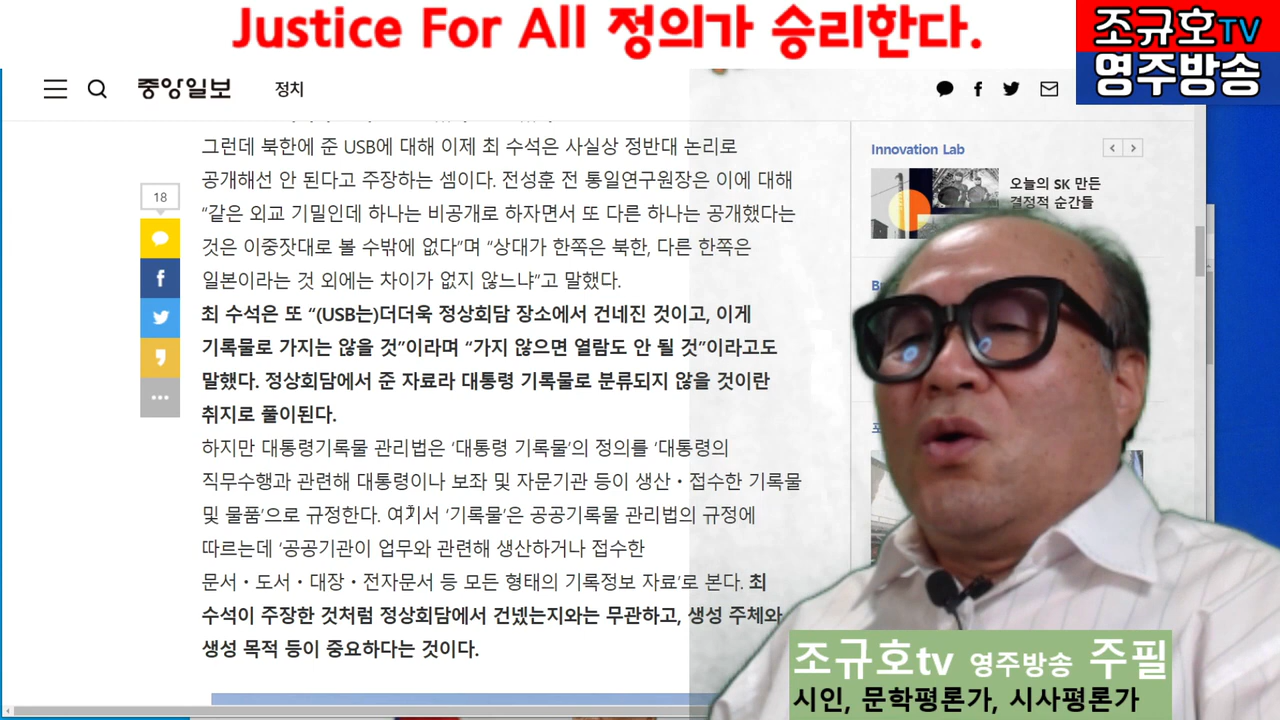 Justice For All 정의가 승리한다.
조규호TV
영주방송
중앙일보 정치
그런데 북한에 준 USB에 대해 이제 최 수석은 사실상 정반대 논리로
공개해선 안 된다고 주장하는 셈이다. 전성훈 전 통일연구원장은 이에 대해
“같은 외교 기밀인데 하나는 비공개로 하자면서 또 다른 하나는 공개했다는
것은 이중잣대로 볼 수밖에 없다”며 “상대가 한쪽은 북한, 다른 한쪽은
일본이라는 것 외에는 차이가 없지 않느냐”고 말했다.
최 수석은 또 “(USB는)더더욱 정상회담 장소에서 건네진 것이고, 이게
기록물로 가지는 않을 것”이라며 “가지 않으면 열람도 안 될 것”이라고도
말했다. 정상회담에서 준 자료라 대통령 기록물로 분류되지 않을 것이란
취지로 풀이된다.
하지만 대통령기록물 관리법은 ‘대통령 기록물’의 정의를 ‘대통령의
직무수행과 관련해 대통령이나 보좌 및 자문기관 등이 생산·접수한 기록물
및 물품’으로 규정한다. 여기서 ‘기록물’은 공공기록물 관리법의 규정에
따르는데 ‘공공기관이 업무와 관련해 생산하거나 접수한
문서·도서·대장·전자문서 등 모든 형태의 기록정보 자료’로 본다. 최
수석이 주장한 것처럼 정상회담에서 건넸는지와는 무관하고, 생성 주체와
생성 목적 등이 중요하다는 것이다.
18
Innovation Lab
오늘의 SK 만든
결정적 순간들
조규호tv 영주방송 주필
시인, 문학평론가, 시사평론가